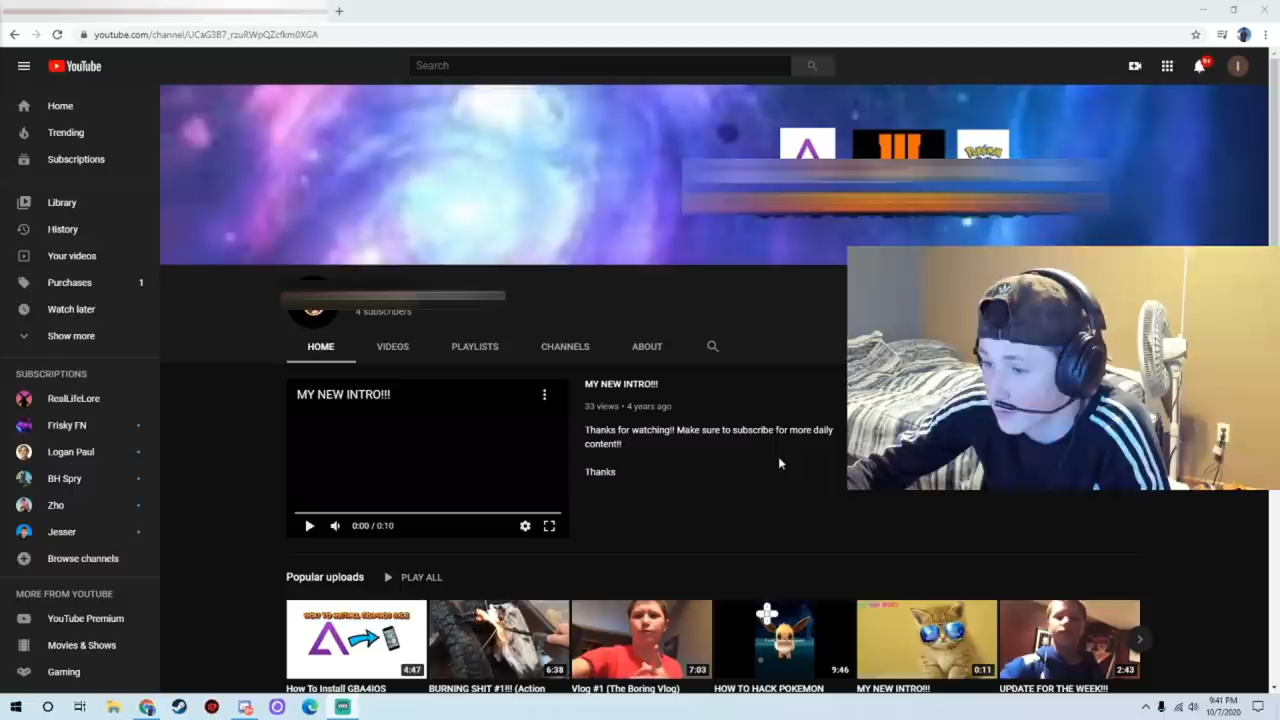 youtube.com/channel/UCaG3B7_rzuRWpQZcfkm0XGA
YouTube
Search
9+
I
Home
Trending
Subscriptions
Library
History
Your videos
Purchases 1
Watch later
Show more
SUBSCRIPTIONS
RealLifeLore
Frisky FN
Logan Paul
BH Spry
Zho
Jesser
Browse channels
MORE FROM YOUTUBE
YouTube Premium
Movies & Shows
Gaming
POKéMON
4 subscribers
HOME VIDEOS PLAYLISTS CHANNELS ABOUT
MY NEW INTRO!!!
0:00 / 0:10
MY NEW INTRO!!!
33 views • 4 years ago
Thanks for watching!! Make sure to subscribe for more daily
content!!
Thanks
Popular uploads PLAY ALL
4:47 6:38 7:03 9:46 0:11 2:43
How To Install GBA4IOS BURNING SHIT #1!!! (Action Vlog #1 (The Boring Vlog) HOW TO HACK POKEMON MY NEW INTRO!!! UPDATE FOR THE WEEK!!!
9:41 PM
10/7/2020